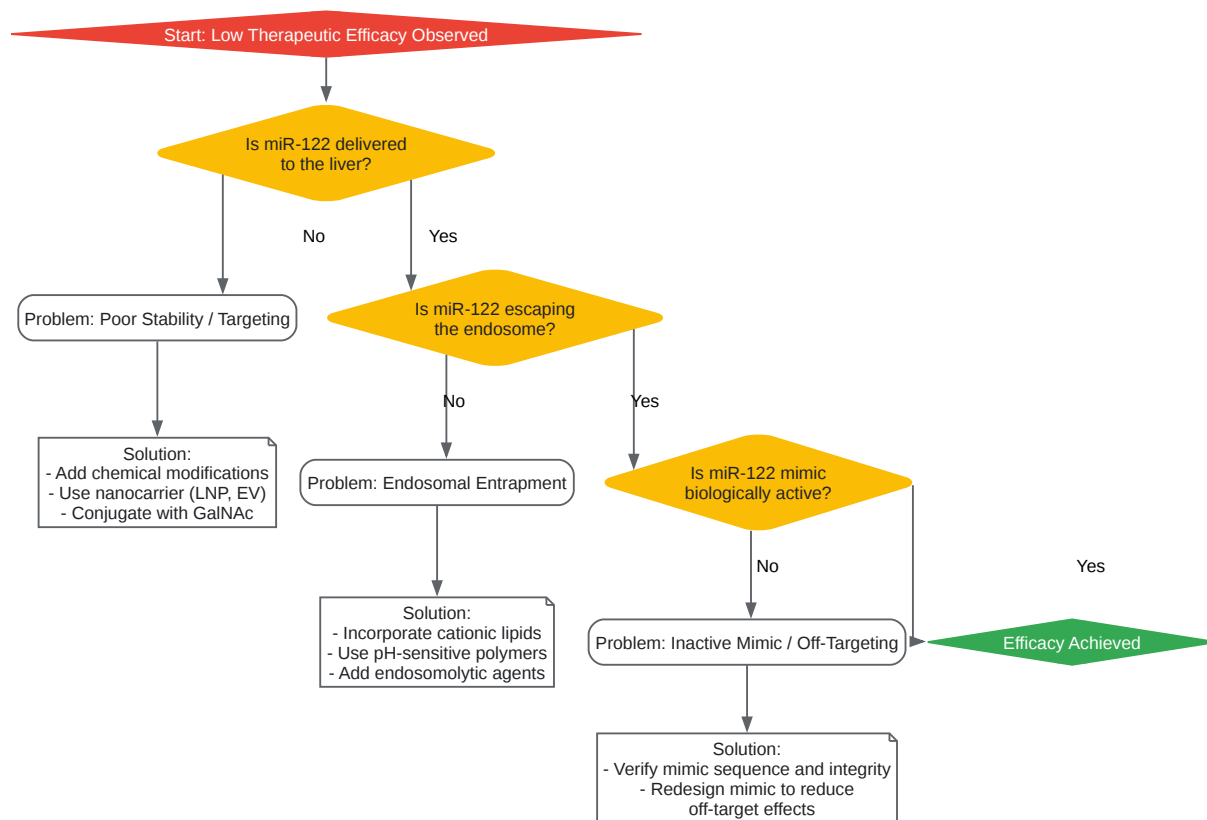 Start: Low Therapeutic Efficacy Observed
Is miR-122 delivered
to the liver?
No
Yes
Problem: Poor Stability / Targeting
Solution:
- Add chemical modifications
- Use nanocarrier (LNP, EV)
- Conjugate with GalNAc
Is miR-122 escaping
the endosome?
No
Yes
Problem: Endosomal Entrapment
Solution:
- Incorporate cationic lipids
- Use pH-sensitive polymers
- Add endosomolytic agents
Is miR-122 mimic
biologically active?
No
Yes
Problem: Inactive Mimic / Off-Targeting
Efficacy Achieved
Solution:
- Verify mimic sequence and integrity
- Redesign mimic to reduce
off-target effects